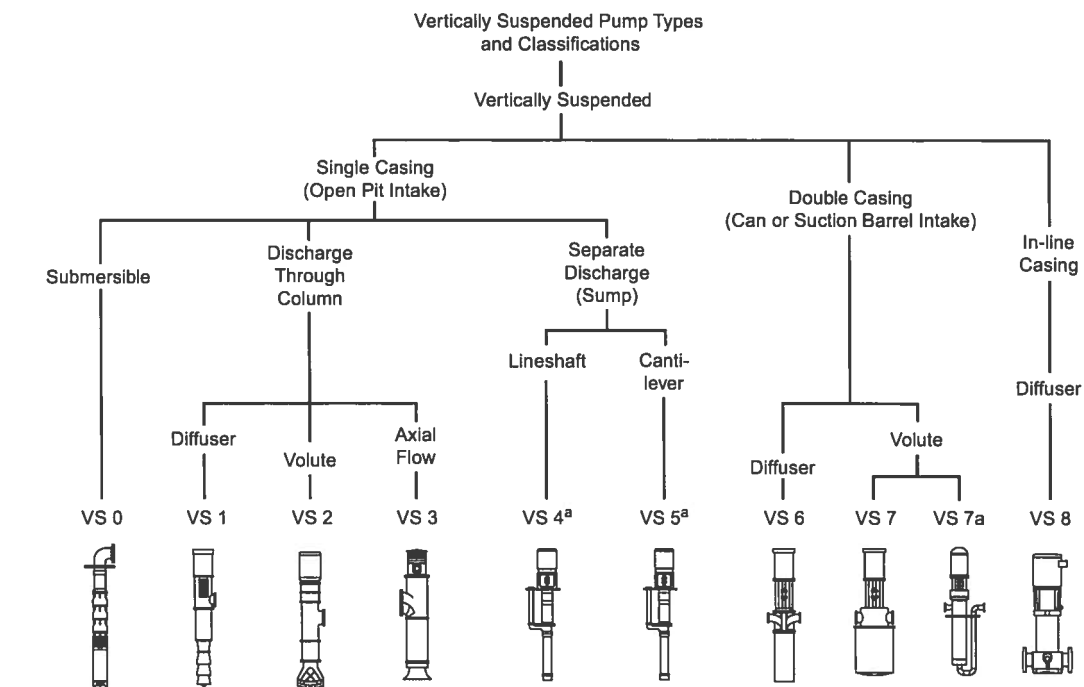 Vertically Suspended Pump Types
and Classifications
Vertically Suspended
Single Casing
(Open Pit Intake)
Double Casing
(Can or Suction Barrel Intake)
In-line
Casing
Submersible
Discharge
Through
Column
Separate
Discharge
(Sump)
Lineshaft
Canti-
lever
Diffuser
Diffuser
Volute
Axial
Flow
Diffuser
Volute
VS 0
VS 1
VS 2
VS 3
VS 4a
VS 5a
VS 6
VS 7
VS 7a
VS 8